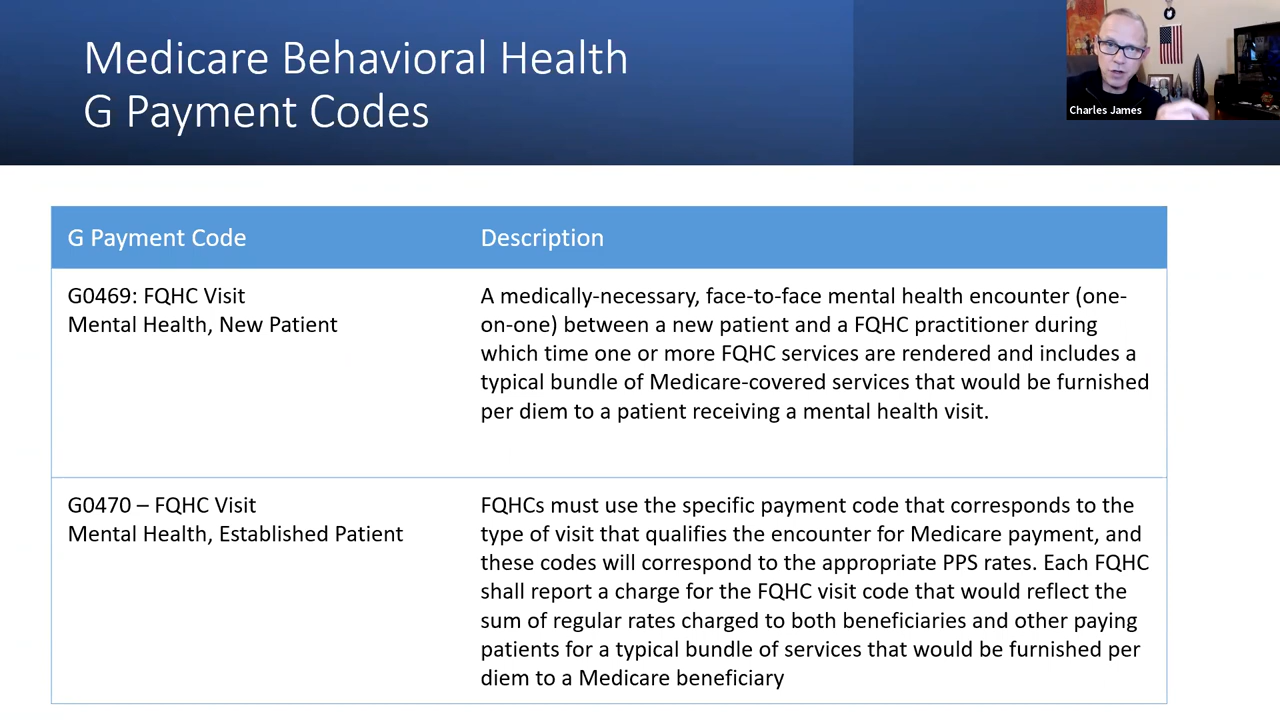 Medicare Behavioral Health
G Payment Codes
Charles James
G Payment Code
Description
G0469: FQHC Visit
Mental Health, New Patient
A medically-necessary, face-to-face mental health encounter (one-
on-one) between a new patient and a FQHC practitioner during
which time one or more FQHC services are rendered and includes a
typical bundle of Medicare-covered services that would be furnished
per diem to a patient receiving a mental health visit.
G0470 – FQHC Visit
Mental Health, Established Patient
FQHCs must use the specific payment code that corresponds to the
type of visit that qualifies the encounter for Medicare payment, and
these codes will correspond to the appropriate PPS rates. Each FQHC
shall report a charge for the FQHC visit code that would reflect the
sum of regular rates charged to both beneficiaries and other paying
patients for a typical bundle of services that would be furnished per
diem to a Medicare beneficiary